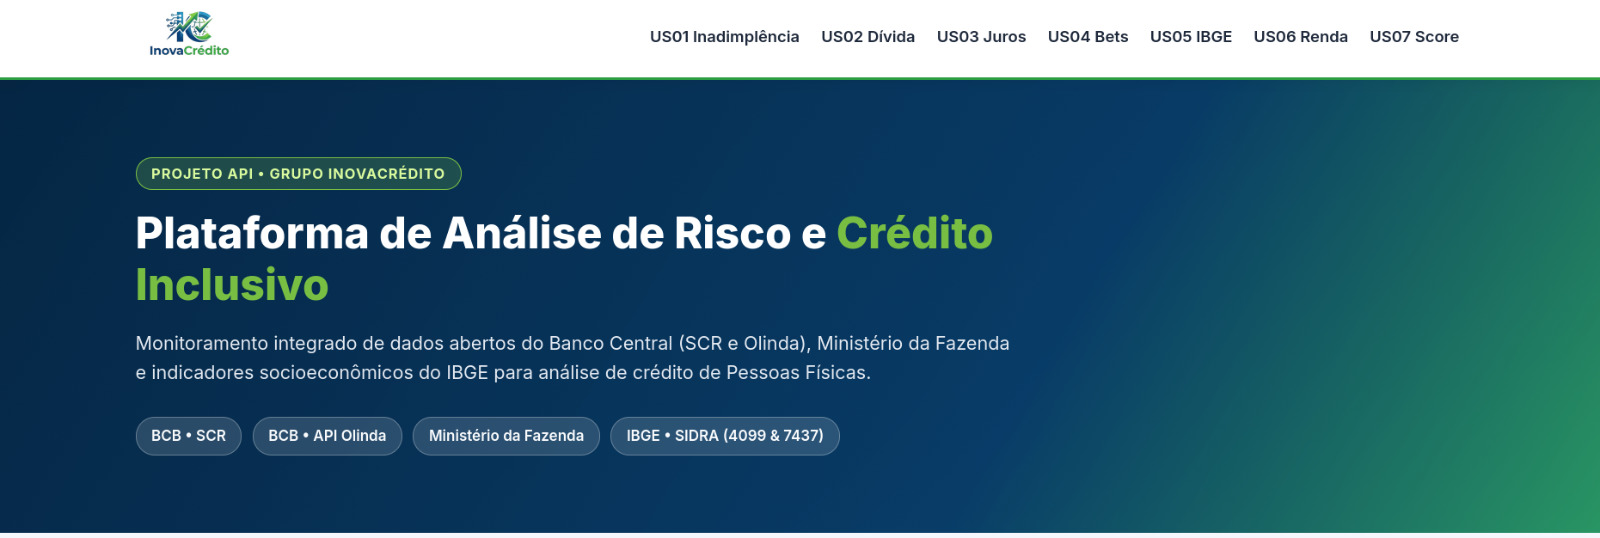 InovaCrédito
US01 Inadimplência US02 Dívida US03 Juros US04 Bets US05 IBGE US06 Renda US07 Score
PROJETO API • GRUPO INOVACRÉDITO
Plataforma de Análise de Risco e Crédito
Inclusivo
Monitoramento integrado de dados abertos do Banco Central (SCR e Olinda), Ministério da Fazenda
e indicadores socioeconômicos do IBGE para análise de crédito de Pessoas Físicas.
BCB • SCR BCB • API Olinda Ministério da Fazenda IBGE • SIDRA (4099 & 7437)